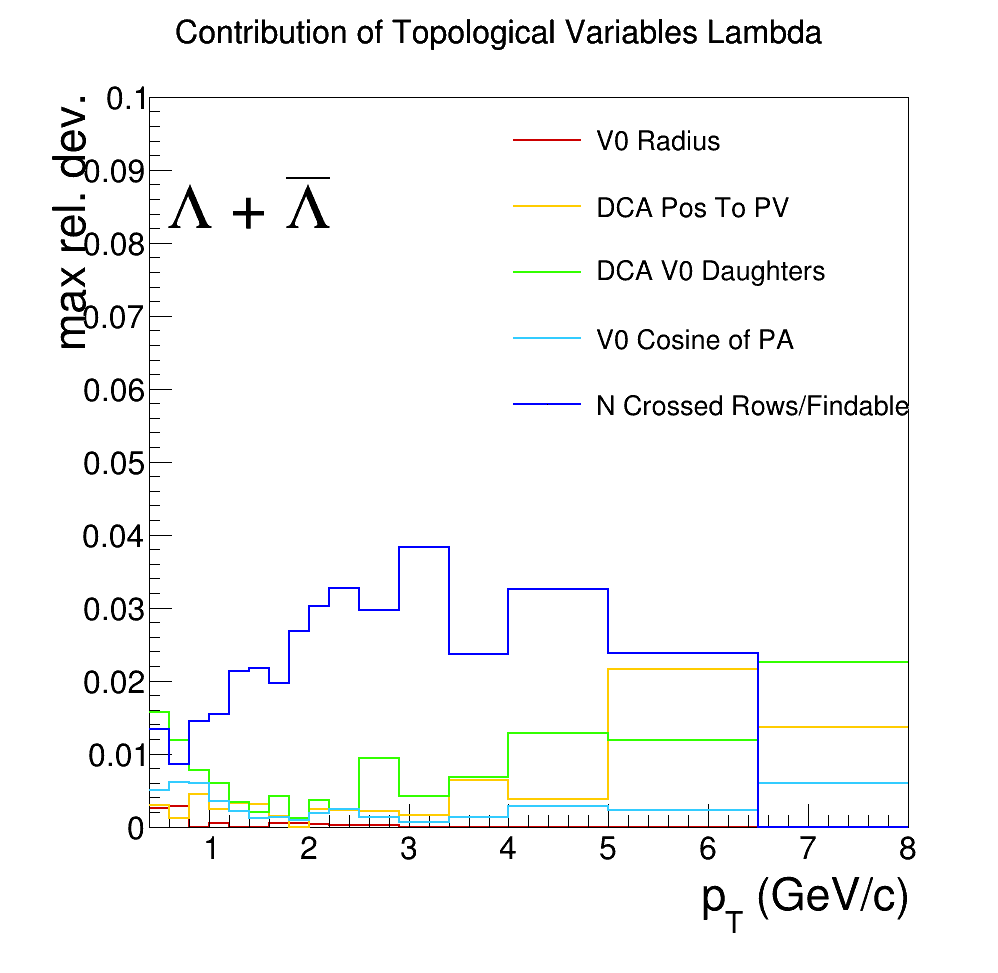 Contribution of Topological Variables Lambda
max rel. dev.
0.1
0.09
0.08
0.07
0.06
0.05
0.04
0.03
0.02
0.01
0
Λ + Λ̅
V0 Radius
DCA Pos To PV
DCA V0 Daughters
V0 Cosine of PA
N Crossed Rows/Findable
1 2 3 4 5 6 7 8
p_T (GeV/c)